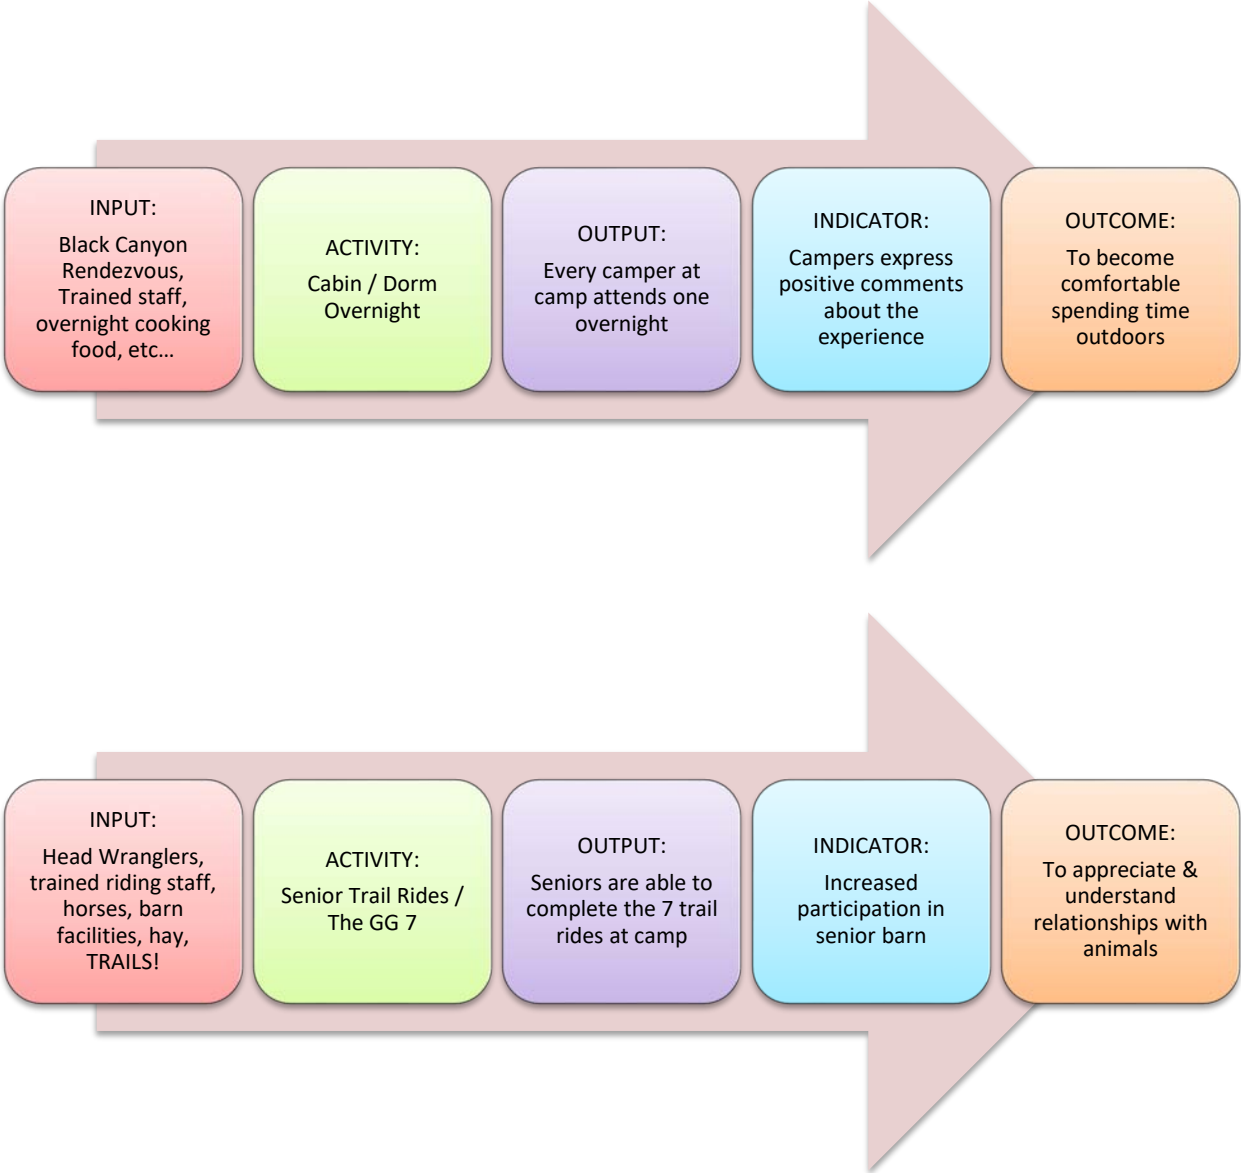 INPUT:
Black Canyon
Rendezvous,
Trained staff,
overnight cooking
food, etc...
ACTIVITY:
Cabin / Dorm
Overnight
OUTPUT:
Every camper at
camp attends one
overnight
INDICATOR:
Campers express
positive comments
about the
experience
OUTCOME:
To become
comfortable
spending time
outdoors
INPUT:
Head Wranglers,
trained riding staff,
horses, barn
facilities, hay,
TRAILS!
ACTIVITY:
Senior Trail Rides /
The GG 7
OUTPUT:
Seniors are able to
complete the 7 trail
rides at camp
INDICATOR:
Increased
participation in
senior barn
OUTCOME:
To appreciate &
understand
relationships with
animals